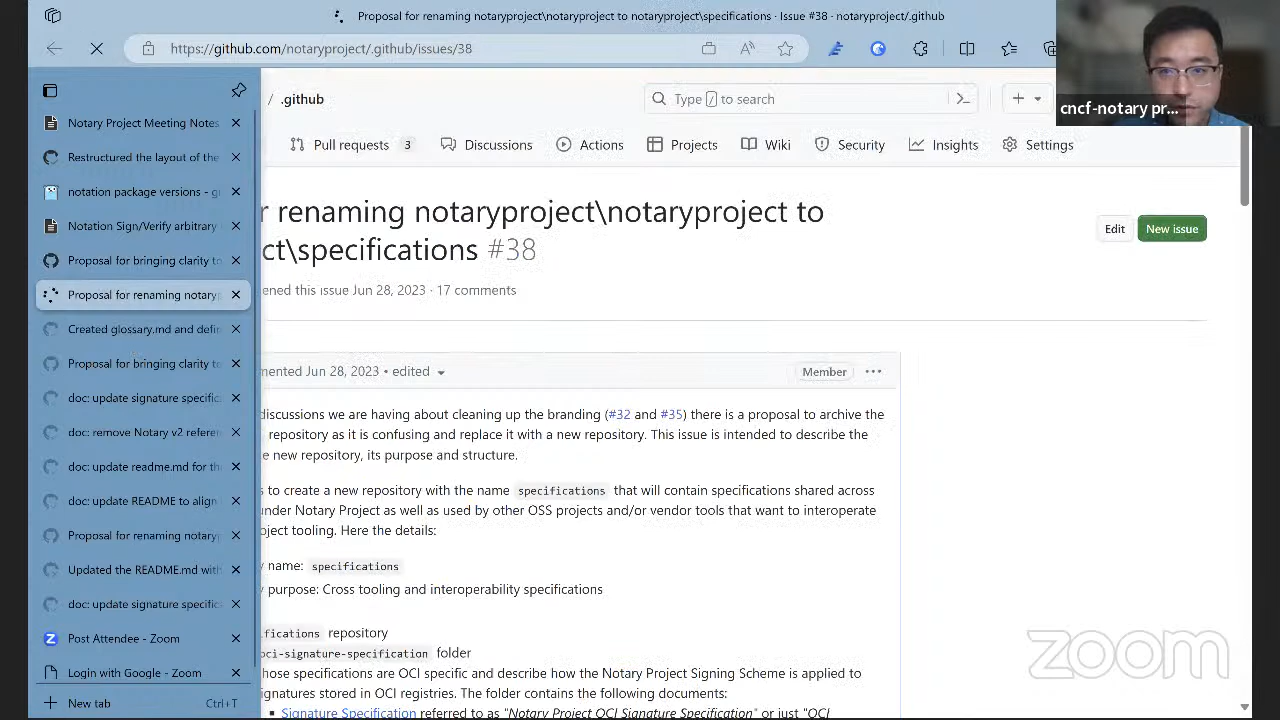 Proposal for renaming notaryproject\notaryproject to notaryproject\specifications · Issue #38 · notaryproject/.github
https://github.com/notaryproject/.github/issues/38
cncf-notary pr...
/ .github
Type / to search
Pull requests 3 Discussions Actions Projects Wiki Security Insights Settings
r renaming notaryproject\notaryproject to
ct\specifications #38
Edit New issue
ened this issue Jun 28, 2023 · 17 comments
mented Jun 28, 2023 • edited
Member
discussions we are having about cleaning up the branding (#32 and #35) there is a proposal to archive the
repository as it is confusing and replace it with a new repository. This issue is intended to describe the
e new repository, its purpose and structure.
s to create a new repository with the name specifications that will contain specifications shared across
under Notary Project as well as used by other OSS projects and/or vendor tools that want to interoperate
oject tooling. Here the details:
y name: specifications
y purpose: Cross tooling and interoperability specifications
ifications repository
oci-signature-specification folder
hose specifications are OCI specific and describe how the Notary Project Signing Scheme is applied to
ignatures stored in OCI registries. The folder contains the following documents:
Signature Specification referred to as "Notary Project OCI Signature Specification" or just "OCI
Notary Project Meeting Notes
Restructured the layout of the
notation package versions - g
Notation Sign/Verify arbitrary
Proposal for bringing clarity to
Proposal for renaming notary
Created glossary.md and defin
Proposal for bringing clarity to
doc: update signature specific
doc: remove Notary v2 referen
doc: update readme.md for th
doc: update README to align
Proposal for renaming notary
Updated the README.md with
doc: update signature specific
Post Attendee - Zoom
Login with Google - Zoom
New tab Ctrl+T
zoom